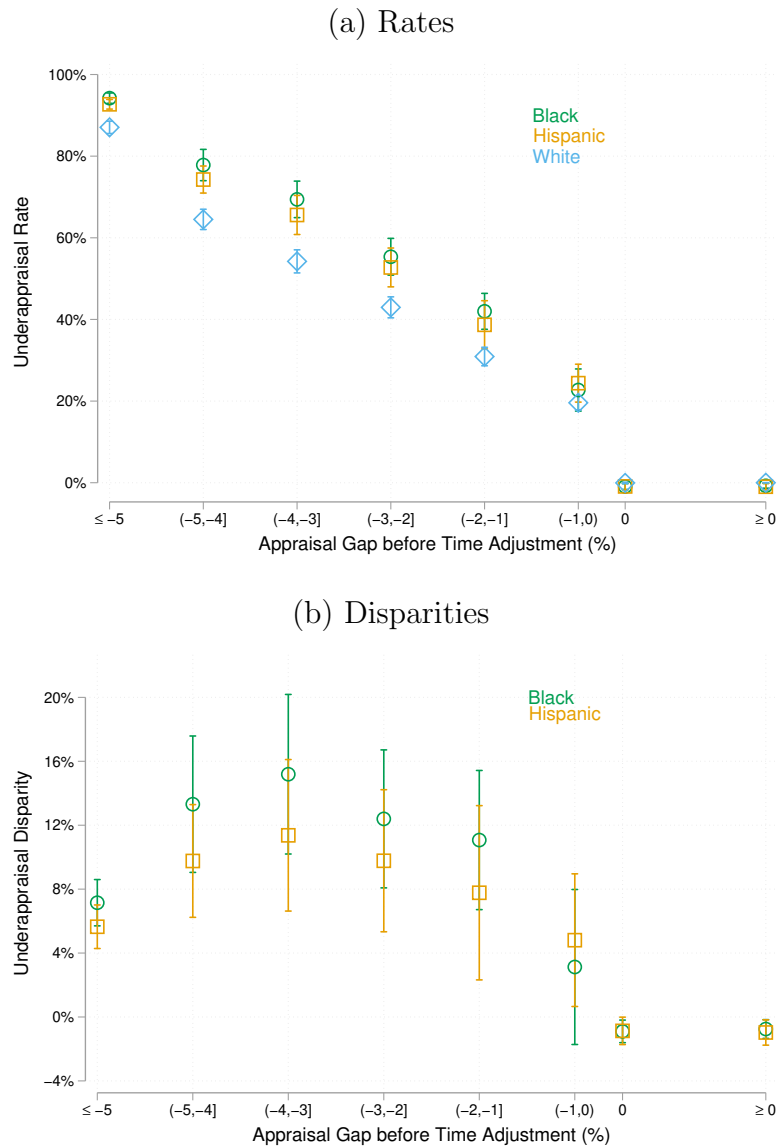 (a) Rates
100%
80%
60%
40%
20%
0%
Underappraisal Rate
Black
Hispanic
White
≤ −5
(−5,−4]
(−4,−3]
(−3,−2]
(−2,−1]
(−1,0)
0
≥ 0
Appraisal Gap before Time Adjustment (%)
(b) Disparities
20%
16%
12%
8%
4%
0%
−4%
Underappraisal Disparity
Black
Hispanic
≤ −5
(−5,−4]
(−4,−3]
(−3,−2]
(−2,−1]
(−1,0)
0
≥ 0
Appraisal Gap before Time Adjustment (%)